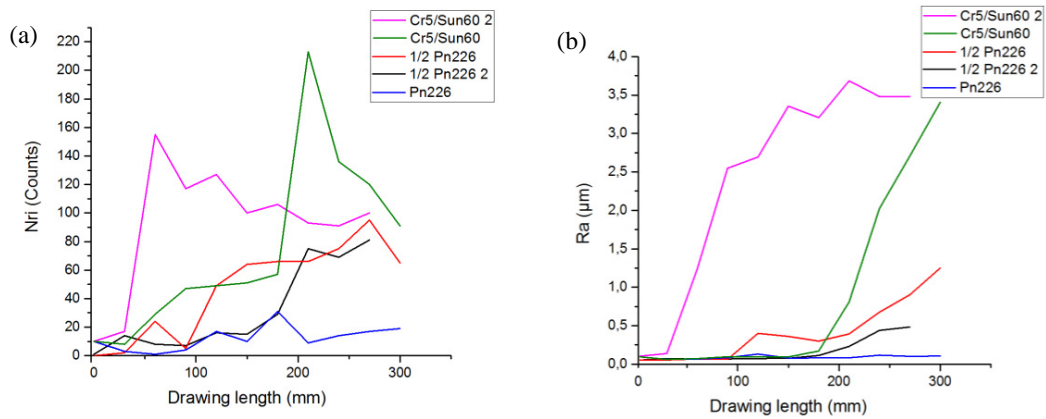 (a)
Cr5/Sun60 2
Cr5/Sun60
1/2 Pn226
1/2 Pn226 2
Pn226
220
200
180
160
140
120
100
80
60
40
20
0
Nri (Counts)
0 100 200 300
Drawing length (mm)
(b)
Cr5/Sun60 2
Cr5/Sun60
1/2 Pn226
1/2 Pn226 2
Pn226
4,0
3,5
3,0
2,5
2,0
1,5
1,0
0,5
0,0
Ra (μm)
0 100 200 300
Drawing length (mm)